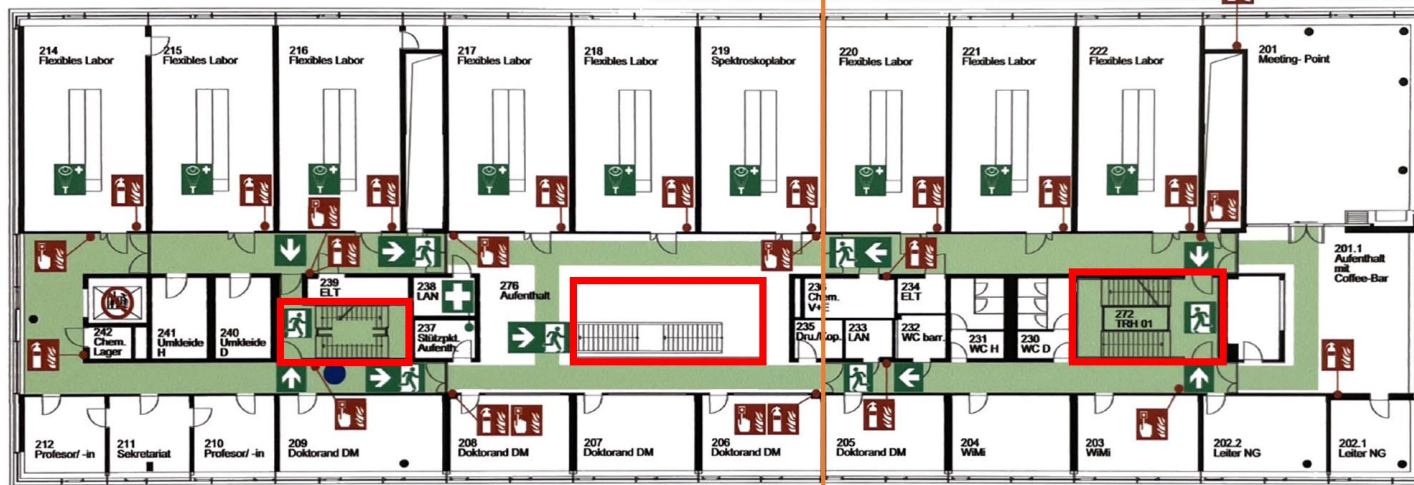 214
Flexibles Labor
215
Flexibles Labor
216
Flexibles Labor
217
Flexibles Labor
218
Flexibles Labor
219
Spektroskoplabor
220
Flexibles Labor
221
Flexibles Labor
222
Flexibles Labor
201
Meeting- Point
201.1
Aufenthalt
mit
Coffee-Bar
242
Chem.
Lager
241
Umkleide
H
240
Umkleide
D
239
ELT
238
LAN
237
Stützpkt.
Aufenth.
276
Aufenthalt
Chem.
235
Dru./Kop.
233
LAN
234
ELT
232
WC barr.
231
WC H
230
WC D
272
TRH 01
212
Profesor/ -in
211
Sekretariat
210
Profesor/ -in
209
Doktorand DM
208
Doktorand DM
207
Doktorand DM
206
Doktorand DM
205
Doktorand DM
204
WiMi
203
WiMi
202.2
Leiter NG
202.1
Leiter NG